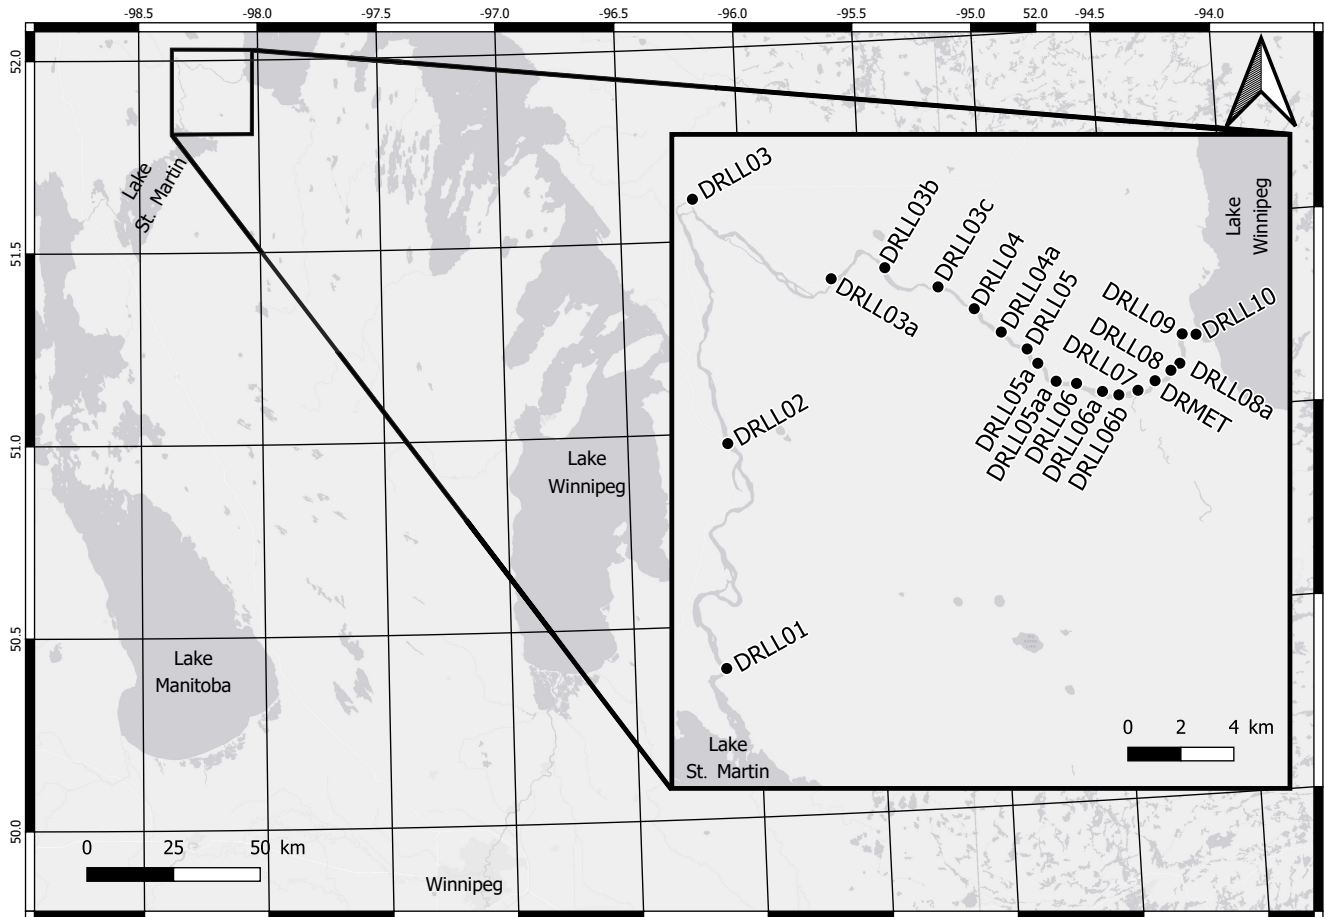 -98.5 -98.0 -97.5 -97.0 -96.5 -96.0 -95.5 -95.0 52.0 -94.5 -94.0
52.0
51.5
51.0
50.5
50.0
Lake
St. Martin
Lake
Winnipeg
Lake
Manitoba
Winnipeg
0 25 50 km
DRLL03
DRLL03a
DRLL03b
DRLL03c
DRLL04
DRLL04a
DRLL05
DRLL05a
DRLL05aa
DRLL06
DRLL06a
DRLL06b
DRLL07
DRLL08
DRMET
DRLL08a
DRLL09
DRLL10
DRLL02
DRLL01
Lake
Winnipeg
Lake
St. Martin
0 2 4 km